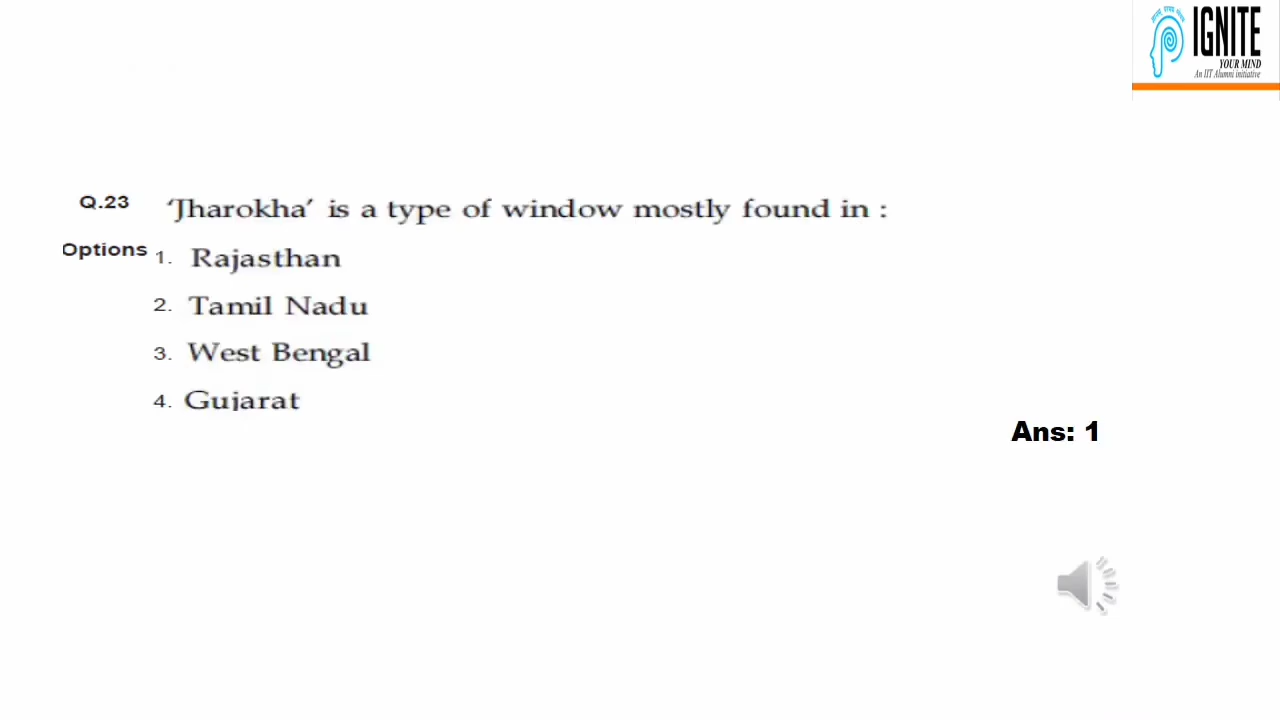 IGNITE
YOUR MIND
An IIT Alumni initiative
Q.23 ‘Jharokha’ is a type of window mostly found in :
Options 1. Rajasthan
2. Tamil Nadu
3. West Bengal
4. Gujarat
Ans: 1